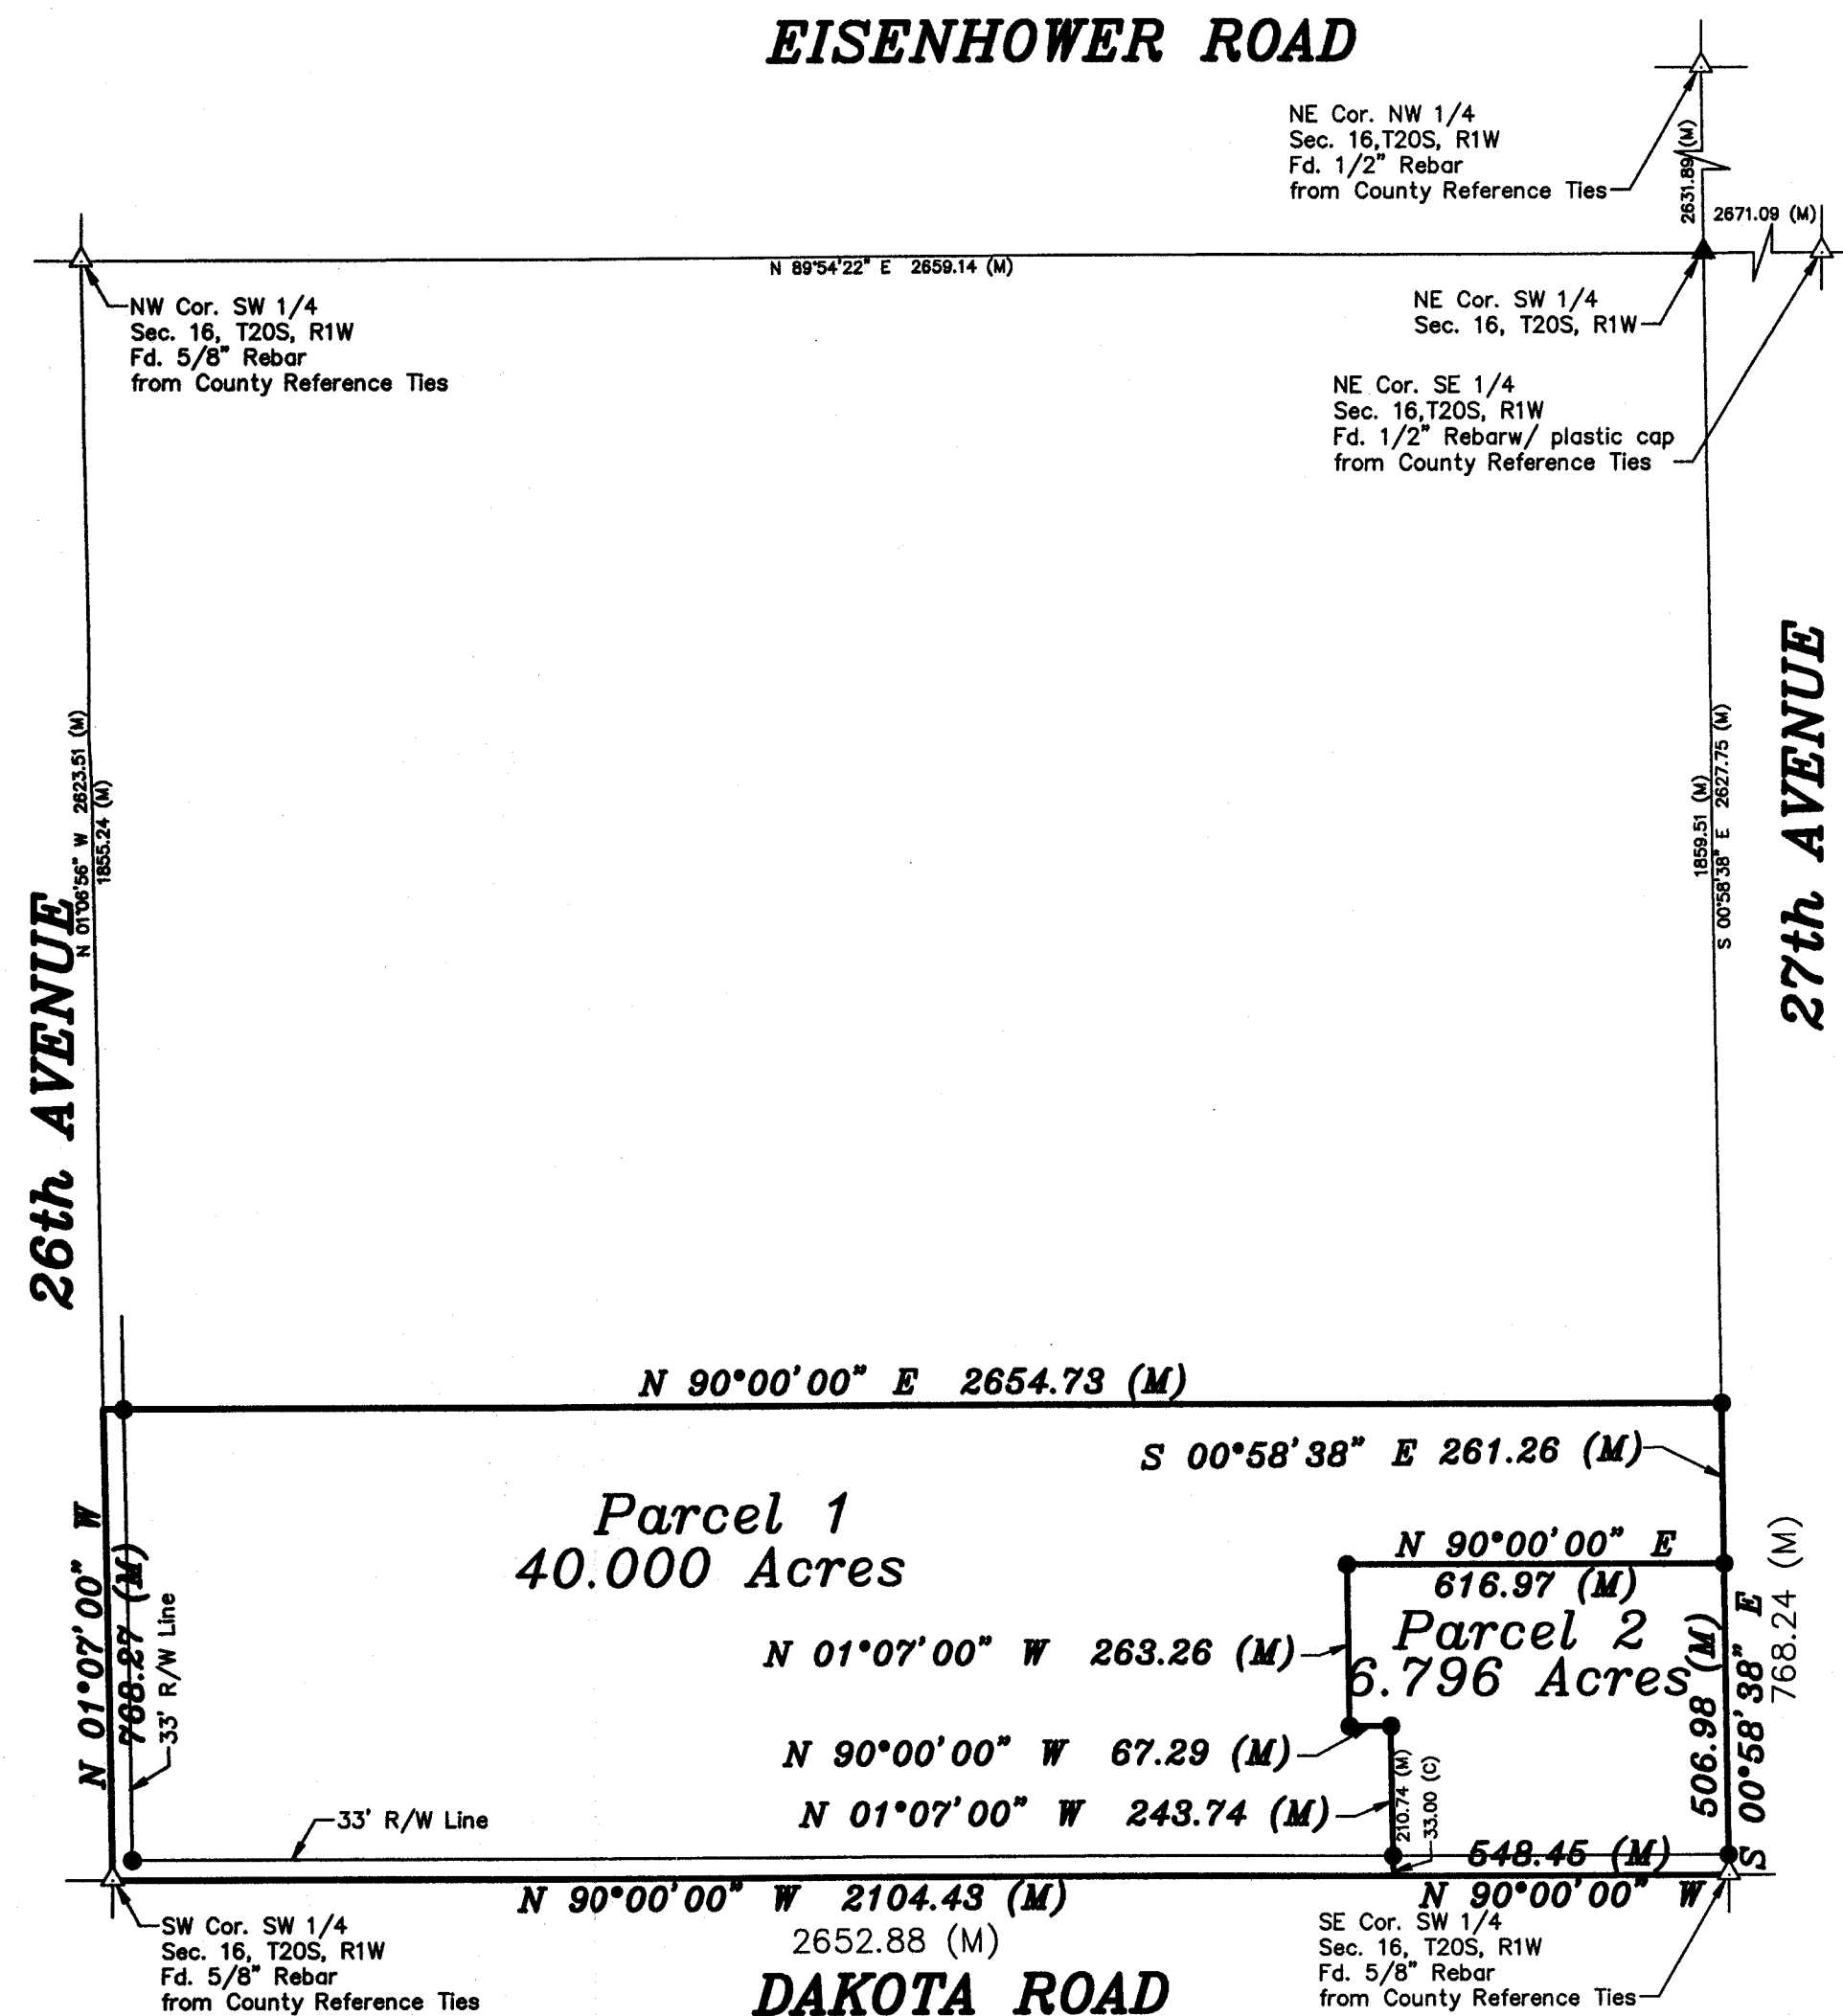 EISENHOWER ROAD
NE Cor. NW 1/4
Sec. 16,T20S, R1W
Fd. 1/2" Rebar
from County Reference Ties
2631.89 (M)
2671.09 (M)
N 89°54'22" E 2659.14 (M)
NW Cor. SW 1/4
Sec. 16, T20S, R1W
Fd. 5/8" Rebar
from County Reference Ties
NE Cor. SW 1/4
Sec. 16, T20S, R1W
NE Cor. SE 1/4
Sec. 16,T20S, R1W
Fd. 1/2" Rebarw/ plastic cap
from County Reference Ties
26th AVENUE
N 01°06'56" W 2623.51 (M)
1855.24 (M)
1859.51 (M)
S 00°58'38" E 2627.75 (M)
27th AVENUE
N 90°00'00" E 2654.73 (M)
S 00°58'38" E 261.26 (M)
Parcel 1
40.000 Acres
N 90°00'00" E
616.97 (M)
Parcel 2
6.796 Acres
N 01°07'00" W
768.27 (M)
33' R/W Line
N 01°07'00" W 263.26 (M)
N 90°00'00" W 67.29 (M)
N 01°07'00" W 243.74 (M)
210.74 (M)
33.00 (C)
506.98 (M)
S 00°58'38" E
768.24 (M)
33' R/W Line
548.45 (M)
N 90°00'00" W 2104.43 (M)
N 90°00'00" W
2652.88 (M)
SW Cor. SW 1/4
Sec. 16, T20S, R1W
Fd. 5/8" Rebar
from County Reference Ties
SE Cor. SW 1/4
Sec. 16, T20S, R1W
Fd. 5/8" Rebar
from County Reference Ties
DAKOTA ROAD